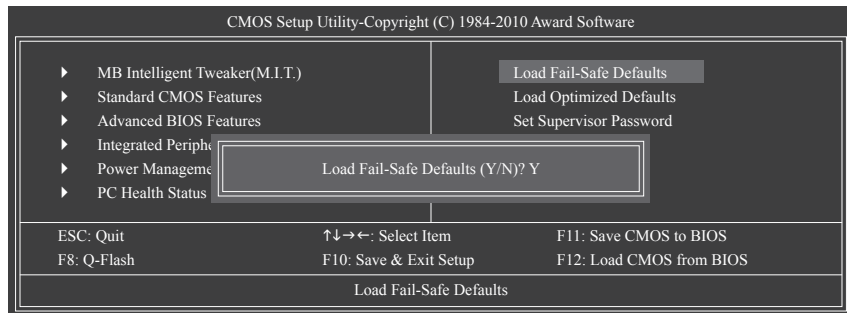 CMOS Setup Utility-Copyright (C) 1984-2010 Award Software
MB Intelligent Tweaker(M.I.T.)
Standard CMOS Features
Advanced BIOS Features
Integrated Periphe
Power Manageme
PC Health Status
Load Fail-Safe Defaults
Load Optimized Defaults
Set Supervisor Password
Load Fail-Safe Defaults (Y/N)? Y
ESC: Quit ↑↓→←: Select Item F11: Save CMOS to BIOS
F8: Q-Flash F10: Save & Exit Setup F12: Load CMOS from BIOS
Load Fail-Safe Defaults